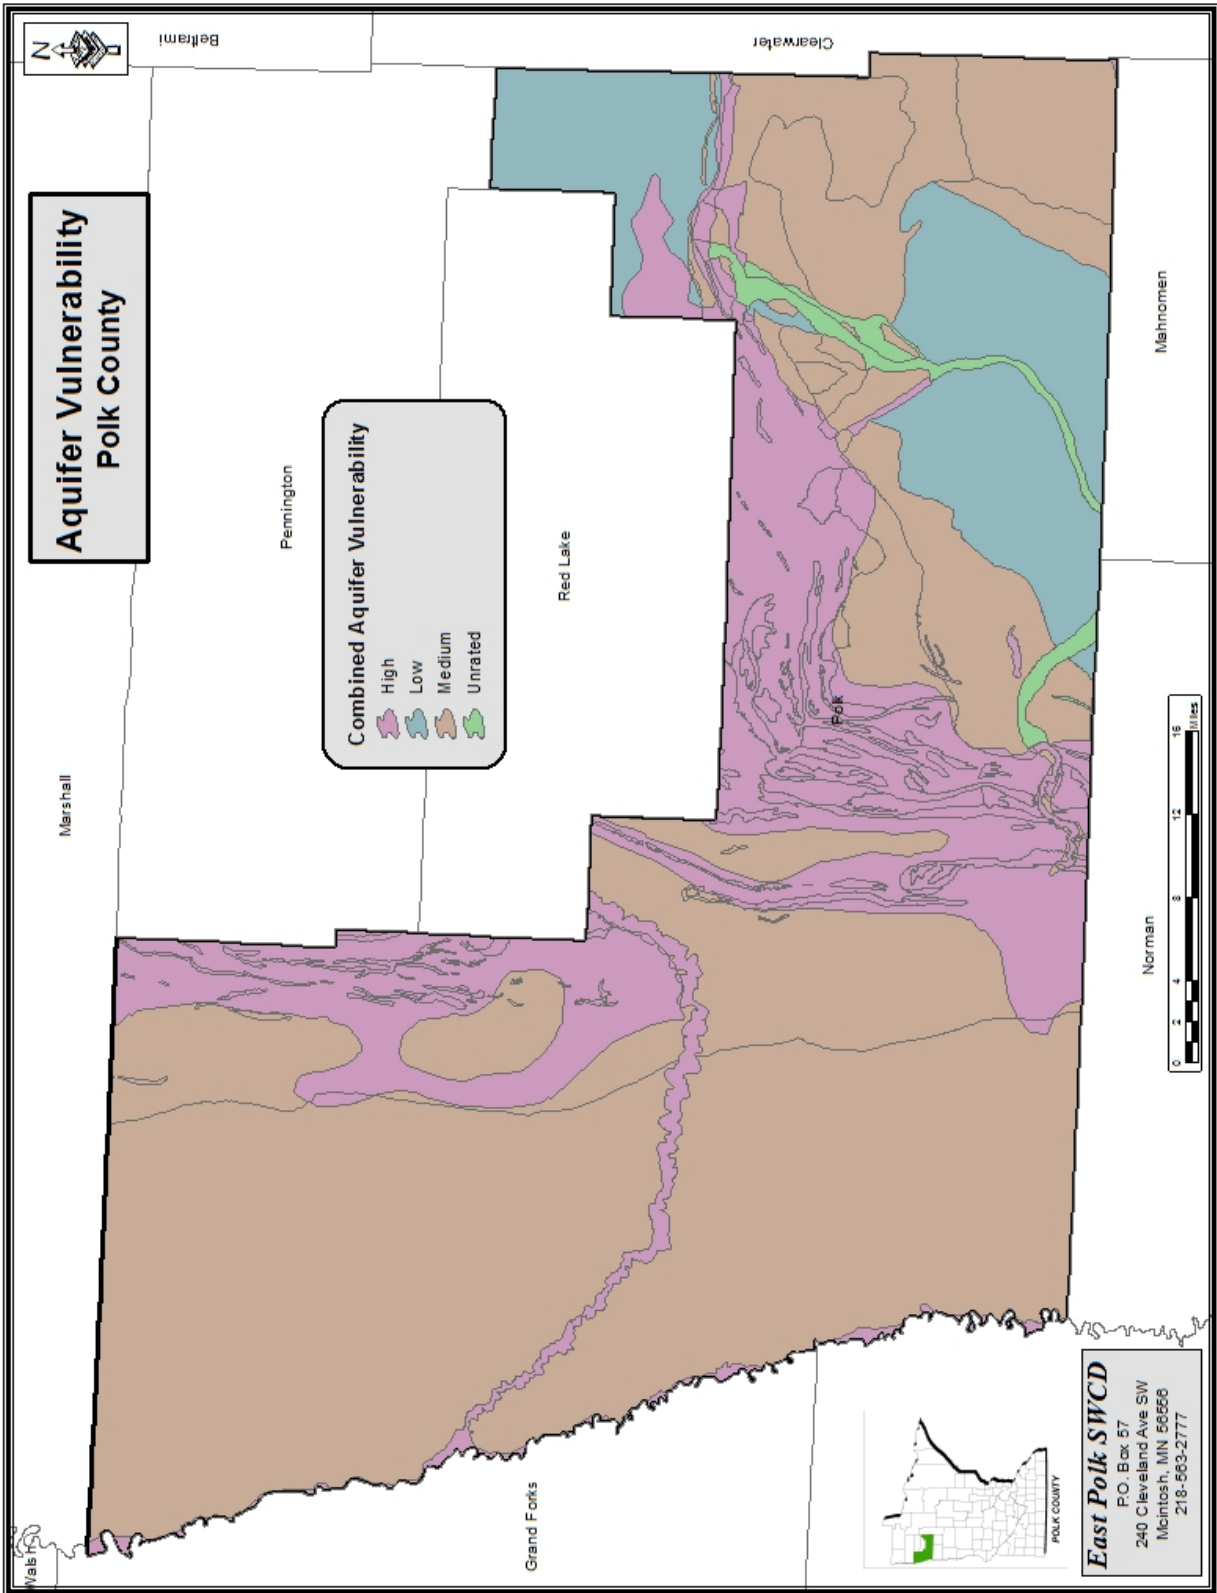 Aquifer Vulnerability
Polk County
N
Beltrami
Clearwater
Marshall
Pennington
Red Lake
Combined Aquifer Vulnerability
High
Low
Medium
Unrated
Polk
Walsh
Grand Forks
Norman
Mahnomen
0 2 4 8 12 16
Miles
POLK COUNTY
East Polk SWCD
P.O. Box 57
240 Cleveland Ave SW
Mcintosh, MN 56556
218-563-2777